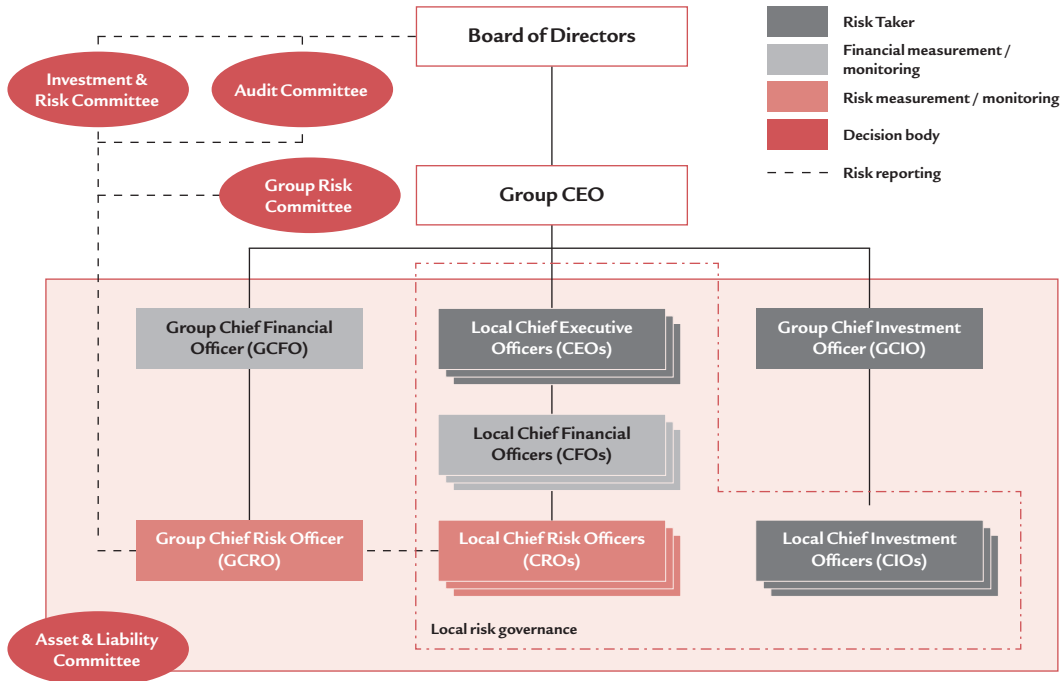 Board of Directors
Investment &
Risk Committee
Audit Committee
Risk Taker
Financial measurement /
monitoring
Risk measurement / monitoring
Decision body
Risk reporting
Group Risk
Committee
Group CEO
Group Chief Financial
Officer (GCFO)
Local Chief Executive
Officers (CEOs)
Group Chief Investment
Officer (GCIO)
Local Chief Financial
Officers (CFOs)
Group Chief Risk Officer
(GCRO)
Local Chief Risk Officers
(CROs)
Local Chief Investment
Officers (CIOs)
Local risk governance
Asset & Liability
Committee